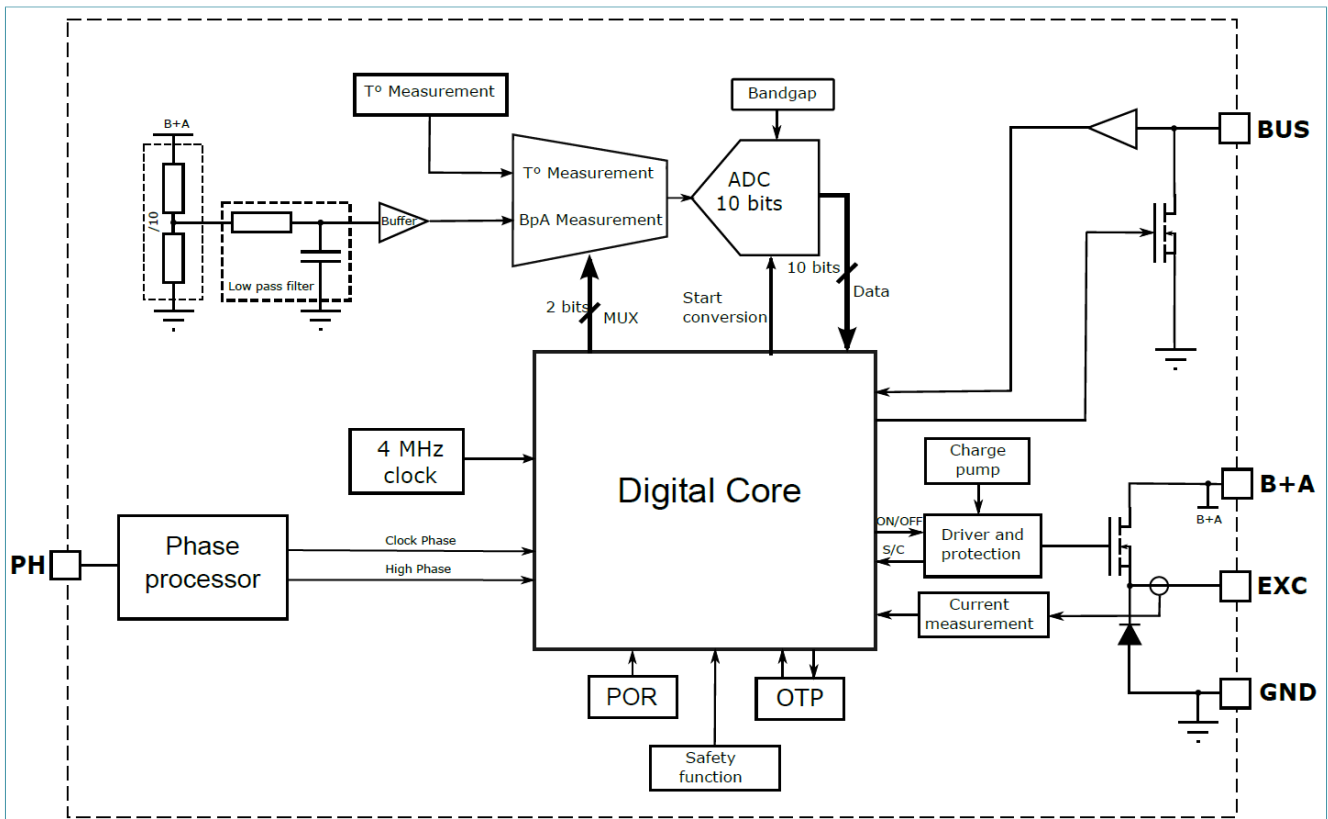 T° Measurement
Bandgap
B+A
BUS
T° Measurement
ADC
10 bits
BpA Measurement
/10
Buffer
Low pass filter
2 bits
MUX
Start
conversion
10 bits
Data
4 MHz
clock
Digital Core
Charge
pump
B+A
B+A
ON/OFF
S/C
Driver and
protection
PH
Phase
processor
Clock Phase
High Phase
EXC
Current
measurement
POR
OTP
GND
Safety
function